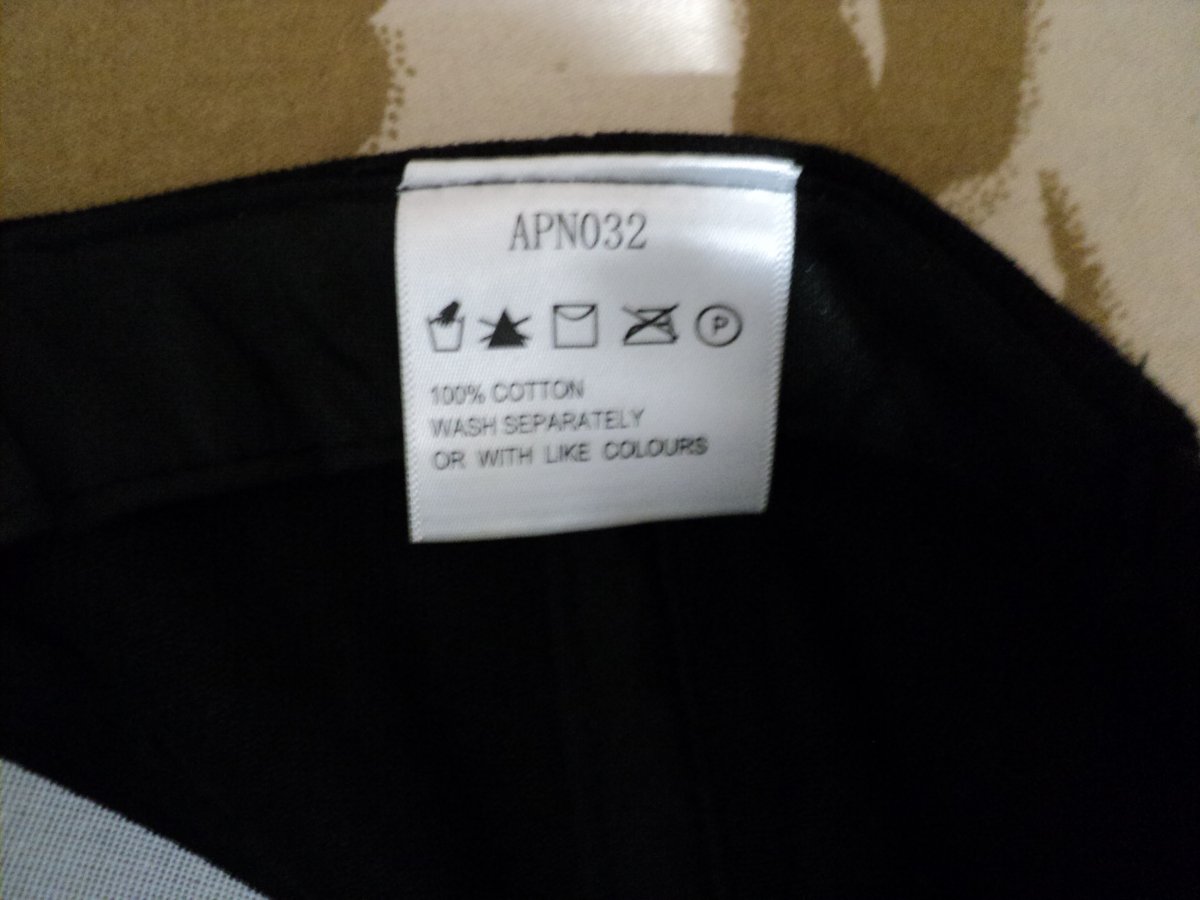 APN032
P
100% COTTON
WASH SEPARATELY
OR WITH LIKE COLOURS